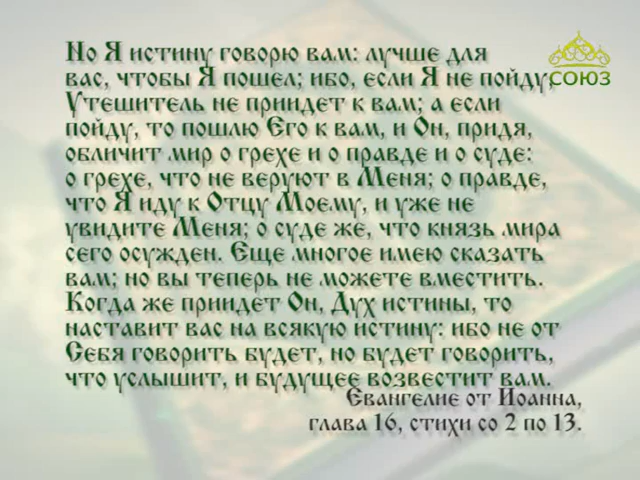 Но Я истину говорю вам: лучше для
вас, чтобы Я пошел; ибо, если Я не пойду,
СОЮЗ
Утешитель не приидет к вам; а если
пойду, то пошлю Его к вам, и Он, придя,
обличит мир о грехе и о правде и о суде:
о грехе, что не веруют в Меня; о правде,
что Я иду к Отцу Моему, и уже не
увидите Меня; о суде же, что князь мира
сего осужден. Еще многое имею сказать
вам; но вы теперь не можете вместить.
Когда же приидет Он, Дух истины, то
наставит вас на всякую истину: ибо не от
Себя говорить будет, но будет говорить,
что услышит, и будущее возвестит вам.
Евангелие от Иоанна,
глава 16, стихи со 2 по 13.